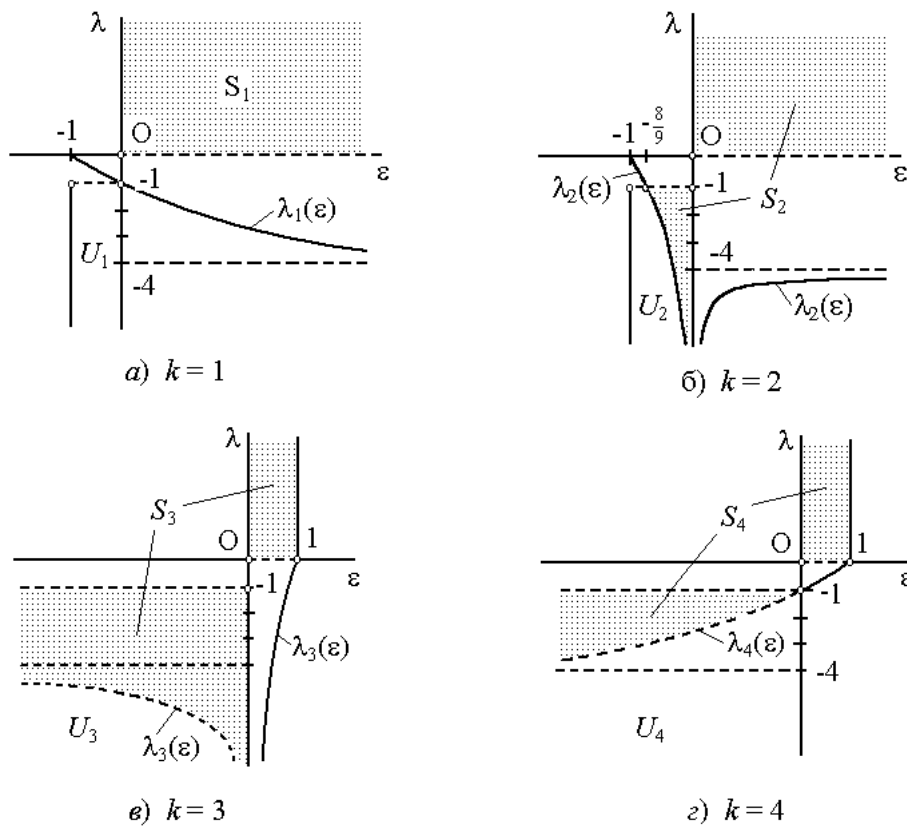 λ
S₁
-1
O
ε
-1
λ₁(ε)
U₁
-4
а) k = 1
λ
-1
-8/9
O
ε
λ₂(ε)
-1
S₂
-4
U₂
λ₂(ε)
б) k = 2
λ
S₃
O
1
ε
-1
λ₃(ε)
U₃
λ₃(ε)
в) k = 3
λ
S₄
O
1
ε
-1
λ₄(ε)
-4
U₄
г) k = 4